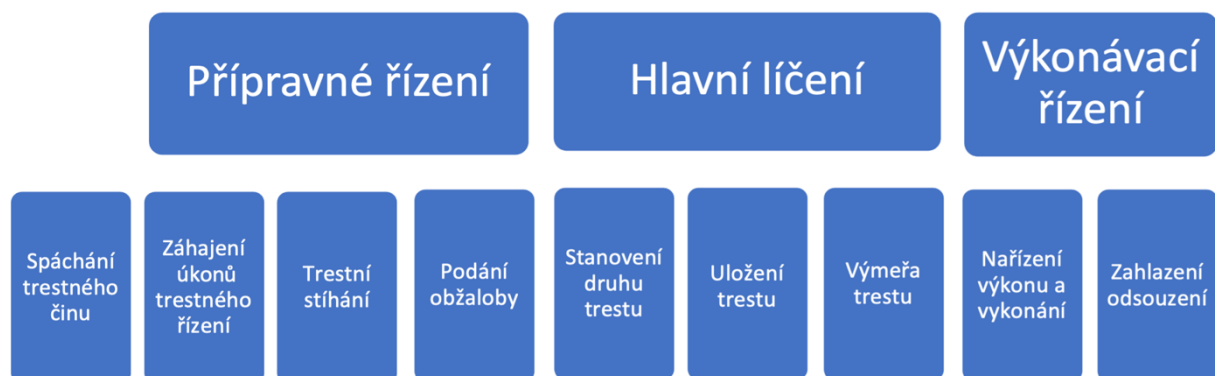 Přípravné řízení
Hlavní líčení
Výkonávací
řízení
Spáchání
trestného
činu
Záhajení
úkonů
trestného
řízení
Trestní
stíhání
Podání
obžaloby
Stanovení
druhu
trestu
Uložení
trestu
Výmeřa
trestu
Nařízení
výkonu a
vykonání
Zahlazení
odsouzení